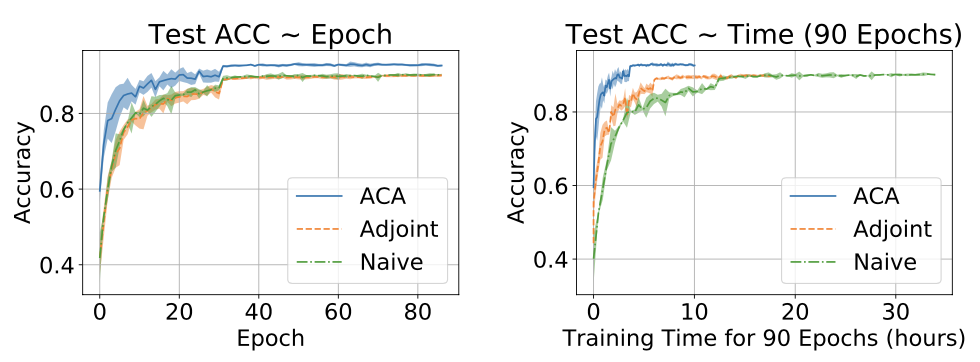 Test ACC ~ Epoch
Accuracy
0.8
0.6
0.4
ACA
Adjoint
Naive
0 20 40 60 80
Epoch
Test ACC ~ Time (90 Epochs)
Accuracy
0.8
0.6
0.4
ACA
Adjoint
Naive
0 10 20 30
Training Time for 90 Epochs (hours)